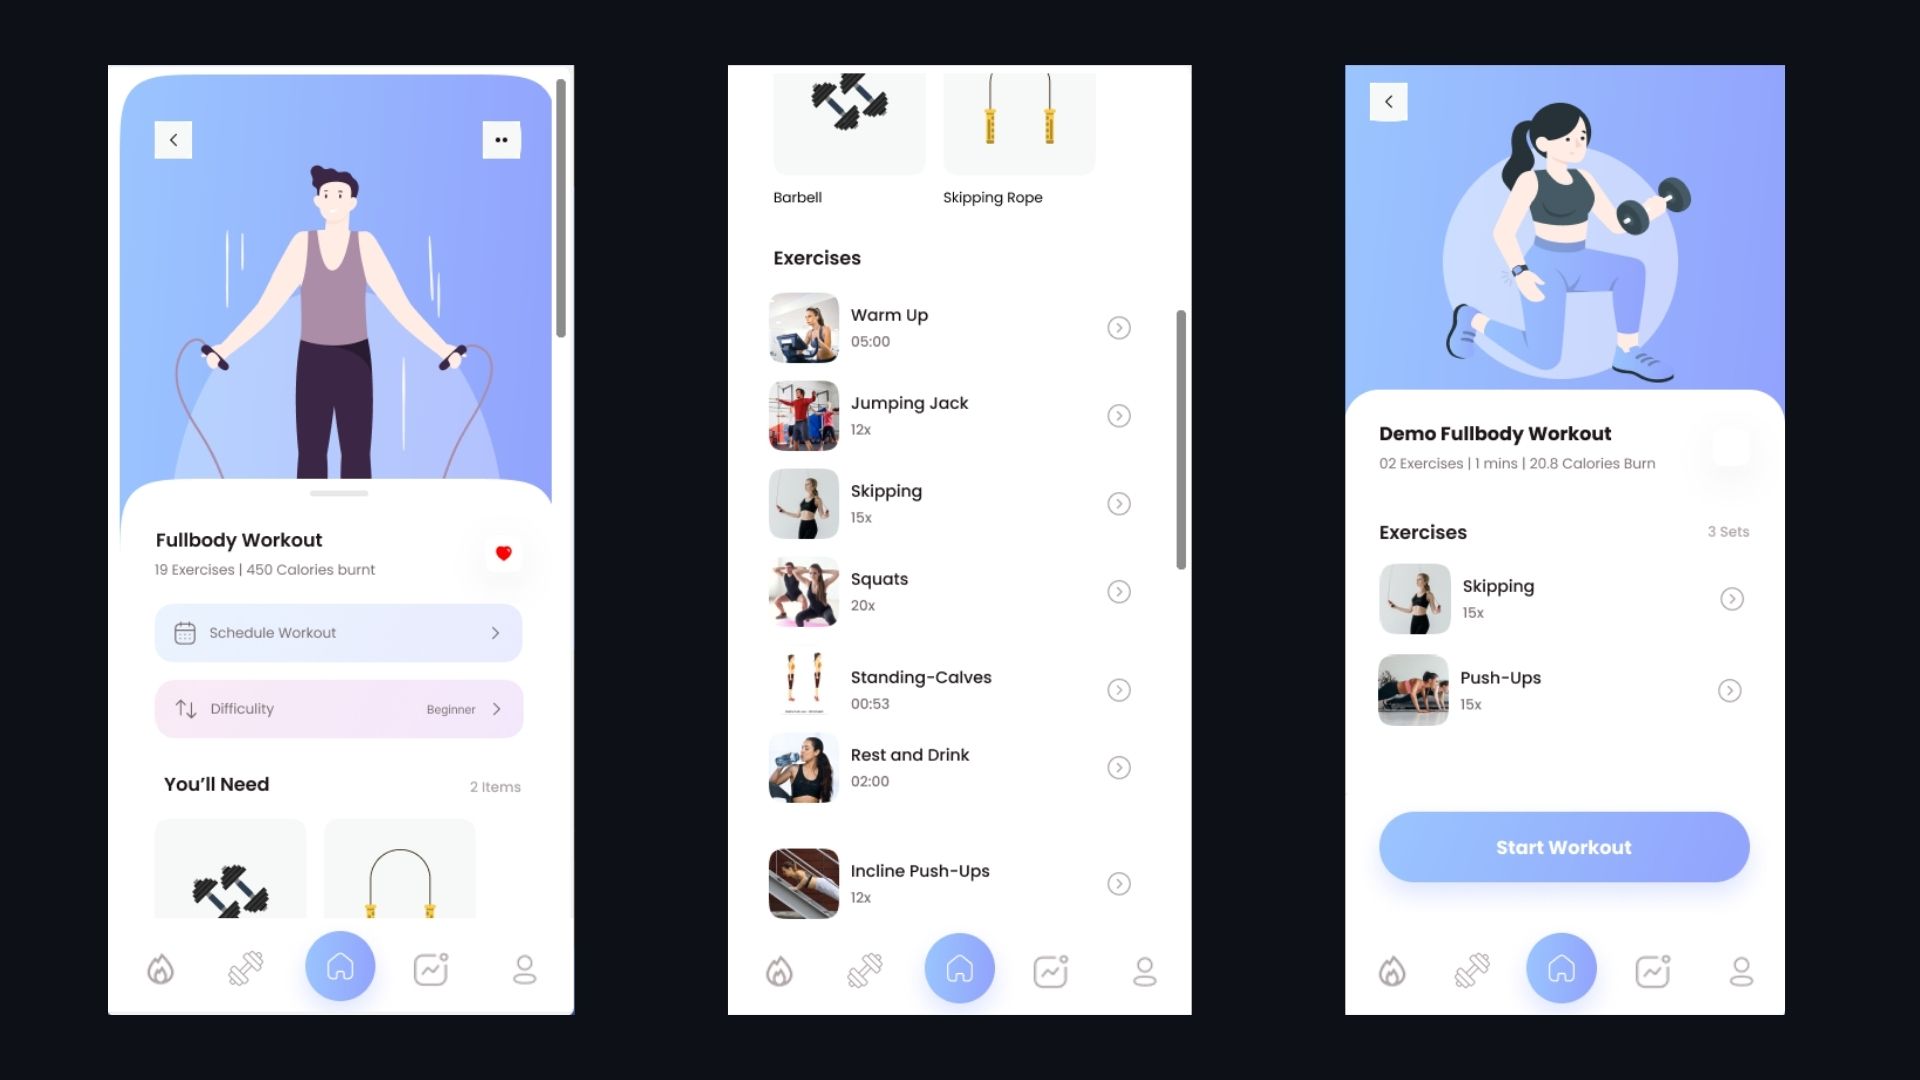 Fullbody Workout
19 Exercises | 450 Calories burnt
Schedule Workout
Difficulity
Beginner
You'll Need
2 Items
Barbell
Skipping Rope
Exercises
Warm Up
05:00
Jumping Jack
12x
Skipping
15x
Squats
20x
Standing-Calves
00:53
Rest and Drink
02:00
Incline Push-Ups
12x
Demo Fullbody Workout
02 Exercises | 1 mins | 20.8 Calories Burn
Exercises
3 Sets
Skipping
15x
Push-Ups
15x
Start Workout